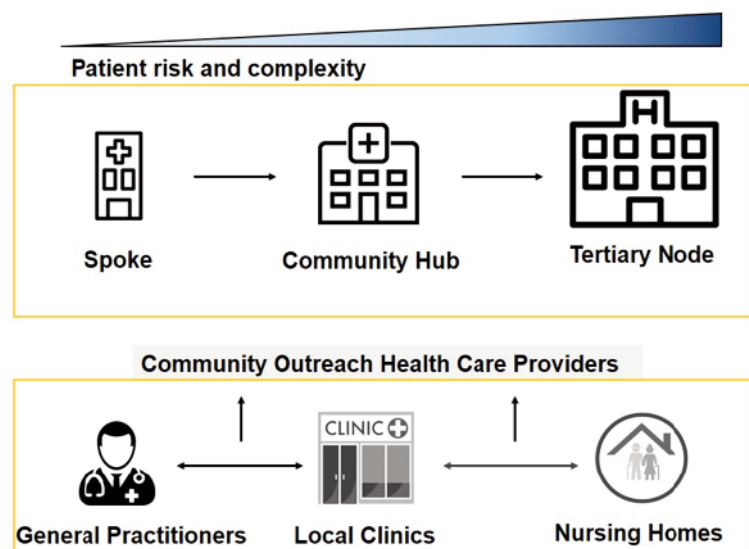 Patient risk and complexity
H
Spoke
Community Hub
Tertiary Node
Community Outreach Health Care Providers
CLINIC
General Practitioners
Local Clinics
Nursing Homes